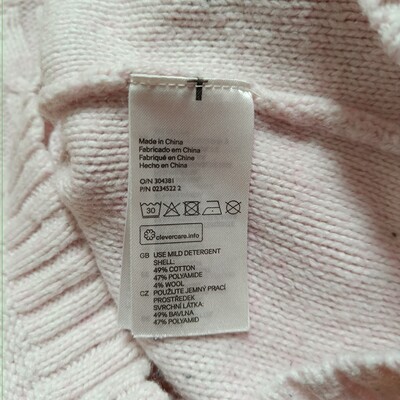 Made in China
Fabricado em China
Fabriqué en Chine
Hecho en China
O/N 304381
P/N 0234522 2
30
clevercare.info
GB USE MILD DETERGENT
SHELL:
49% COTTON
47% POLYAMIDE
4% WOOL
CZ POUŽIJTE JEMNÝ PRACÍ
PROSTŘEDEK
SVRCHNÍ LÁTKA:
49% BAVLNA
47% POLYAMID